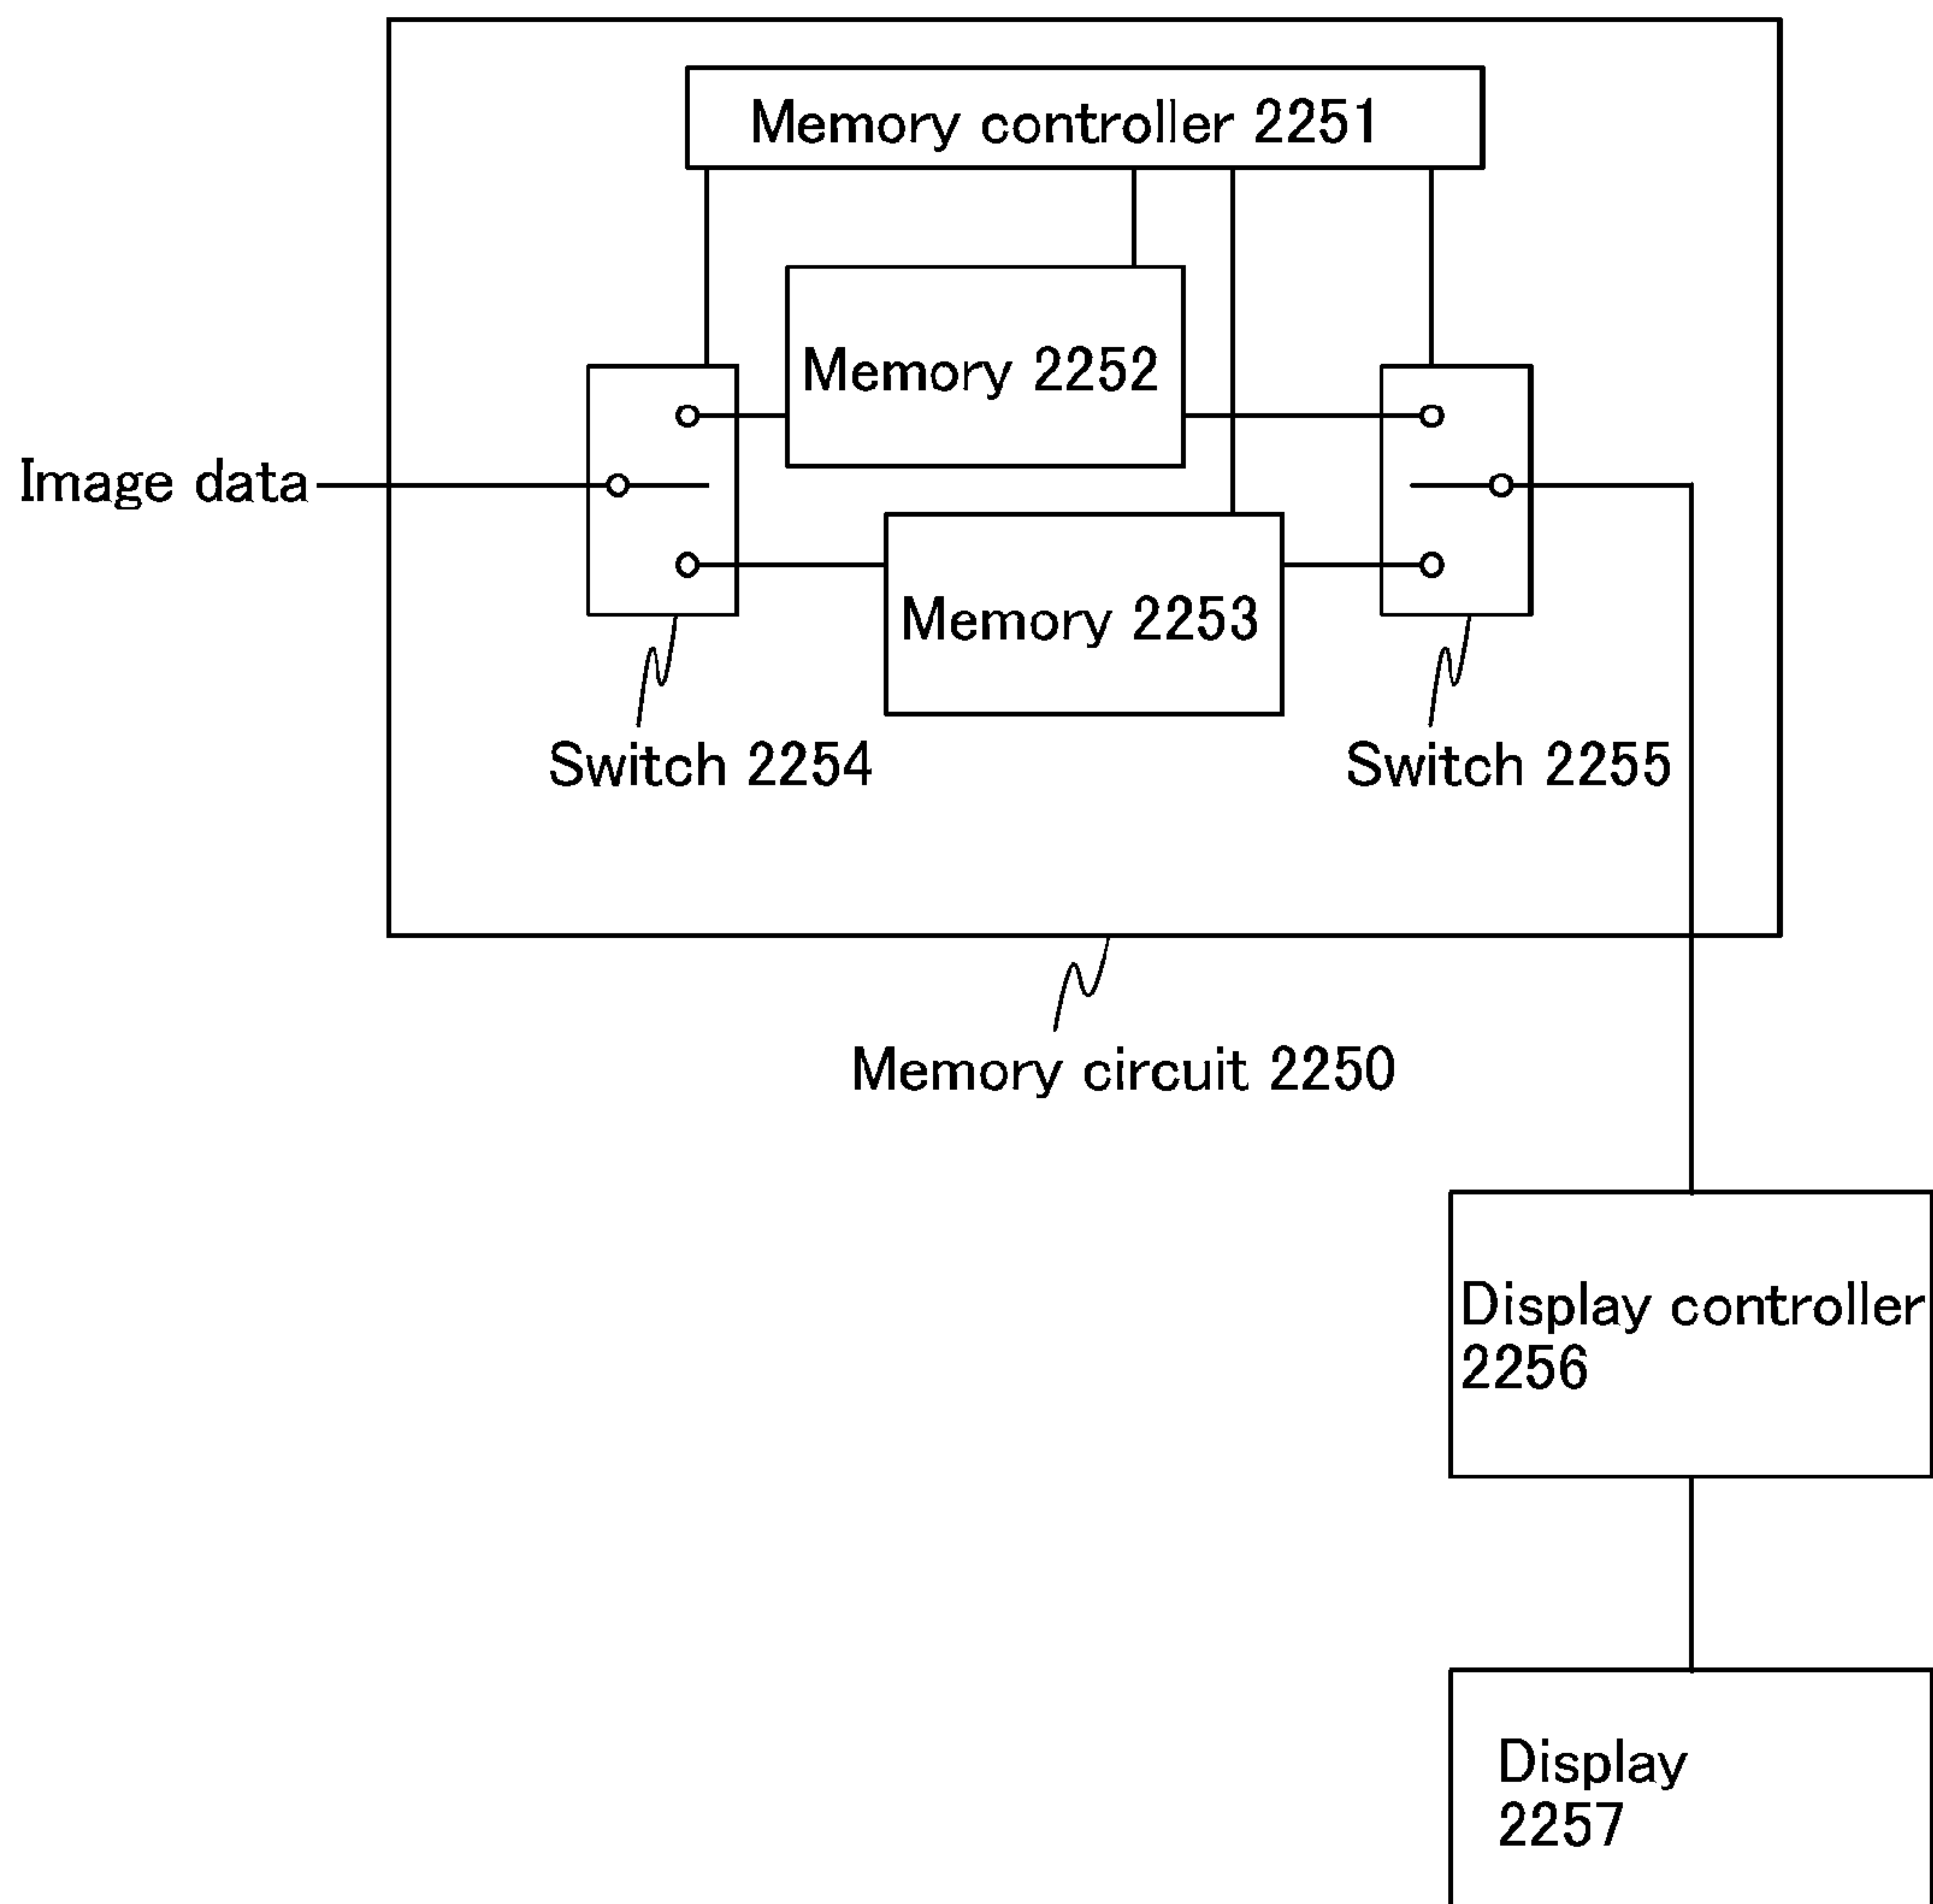 Memory controller 2251
Memory 2252
Image data
Memory 2253
Switch 2254
Switch 2255
Memory circuit 2250
Display controller
2256
Display
2257